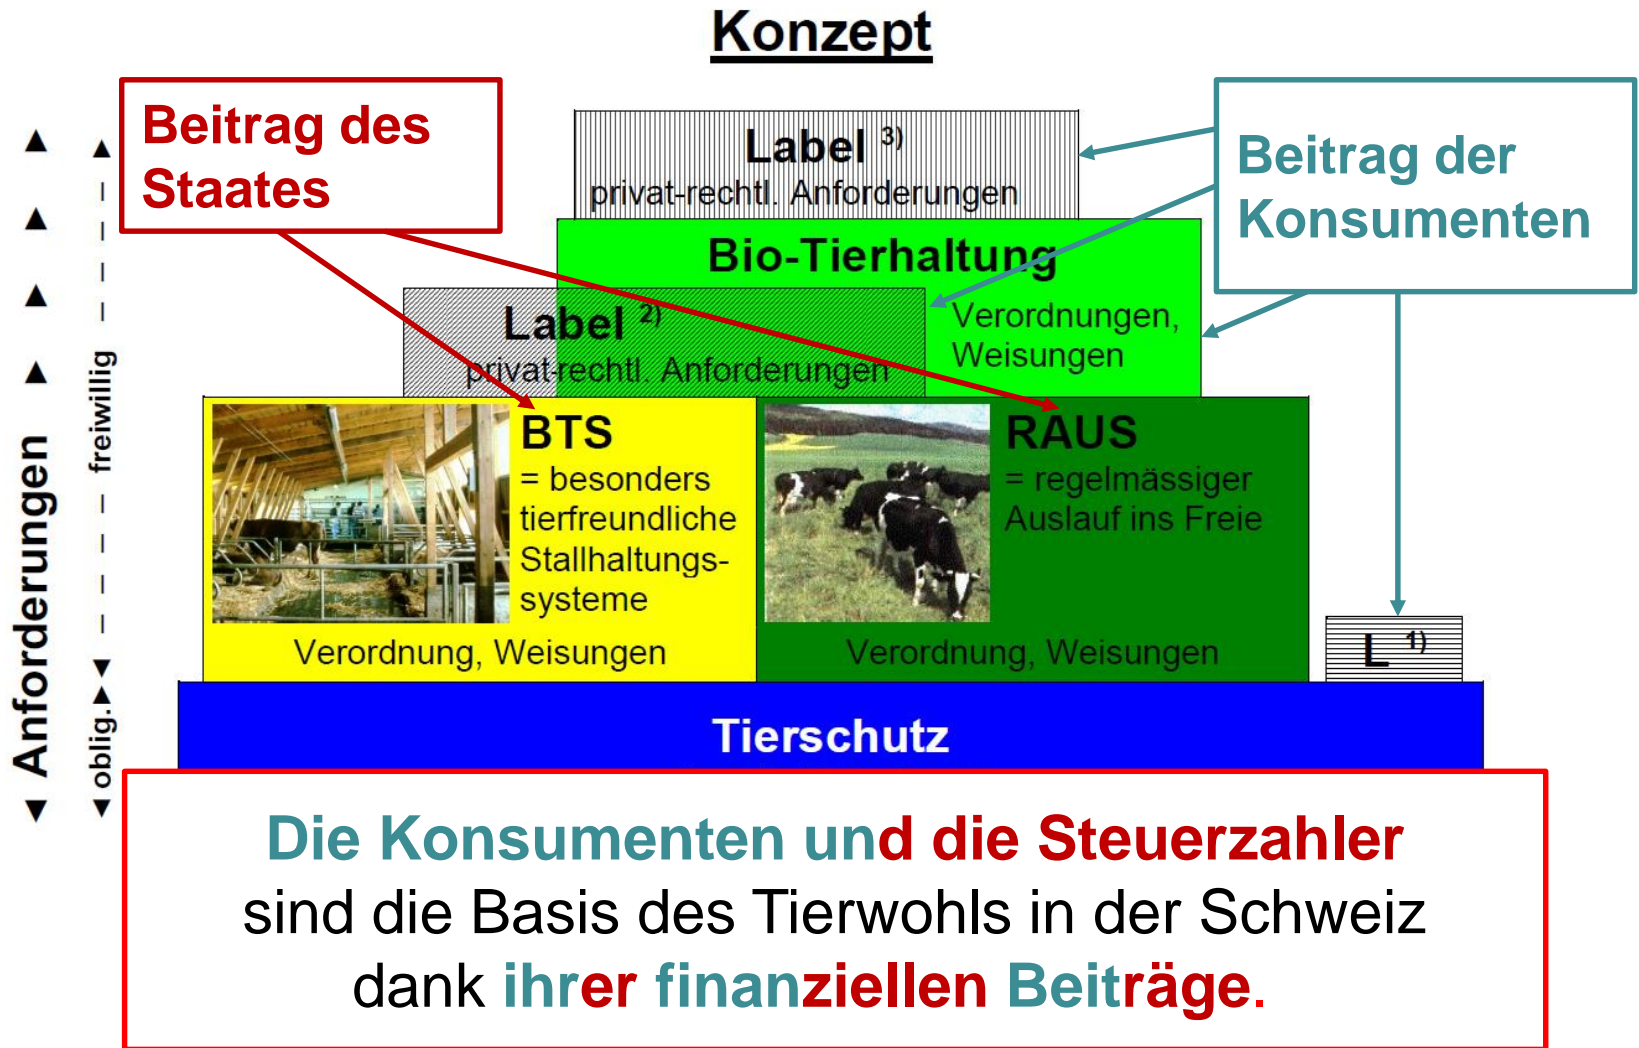 Konzept
Beitrag des
Staates
Label 3)
privat-rechtl. Anforderungen
Beitrag der
Konsumenten
Bio-Tierhaltung
Verordnungen,
Weisungen
Label 2)
privat-rechtl. Anforderungen
BTS
= besonders
tierfreundliche
Stallhaltungs-
systeme
Verordnung, Weisungen
RAUS
= regelmässiger
Auslauf ins Freie
Verordnung, Weisungen
L 1)
Tierschutz
◄ Anforderungen ► ► ► ►
◄ oblig.►◄ – – – – freiwillig – – – – – ►
Die Konsumenten und die Steuerzahler
sind die Basis des Tierwohls in der Schweiz
dank ihrer finanziellen Beiträge.